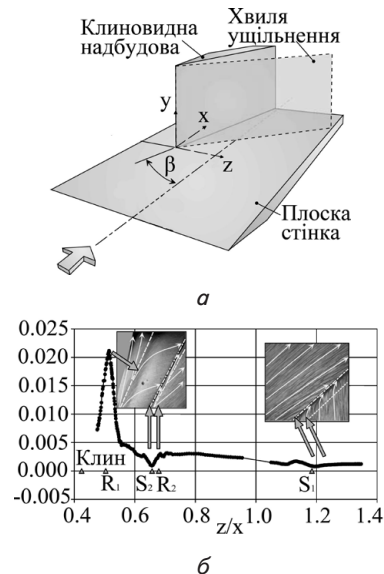 Клиновидна
надбудова
Хвиля
ущільнення
y
x
z
β
Плоска
стінка
а
0.025
0.020
0.015
0.010
0.005
0.000
-0.005
Клин
R₁
S₂
R₂
S₁
0.4
0.6
0.8
1.0
1.2
1.4
z/x
б